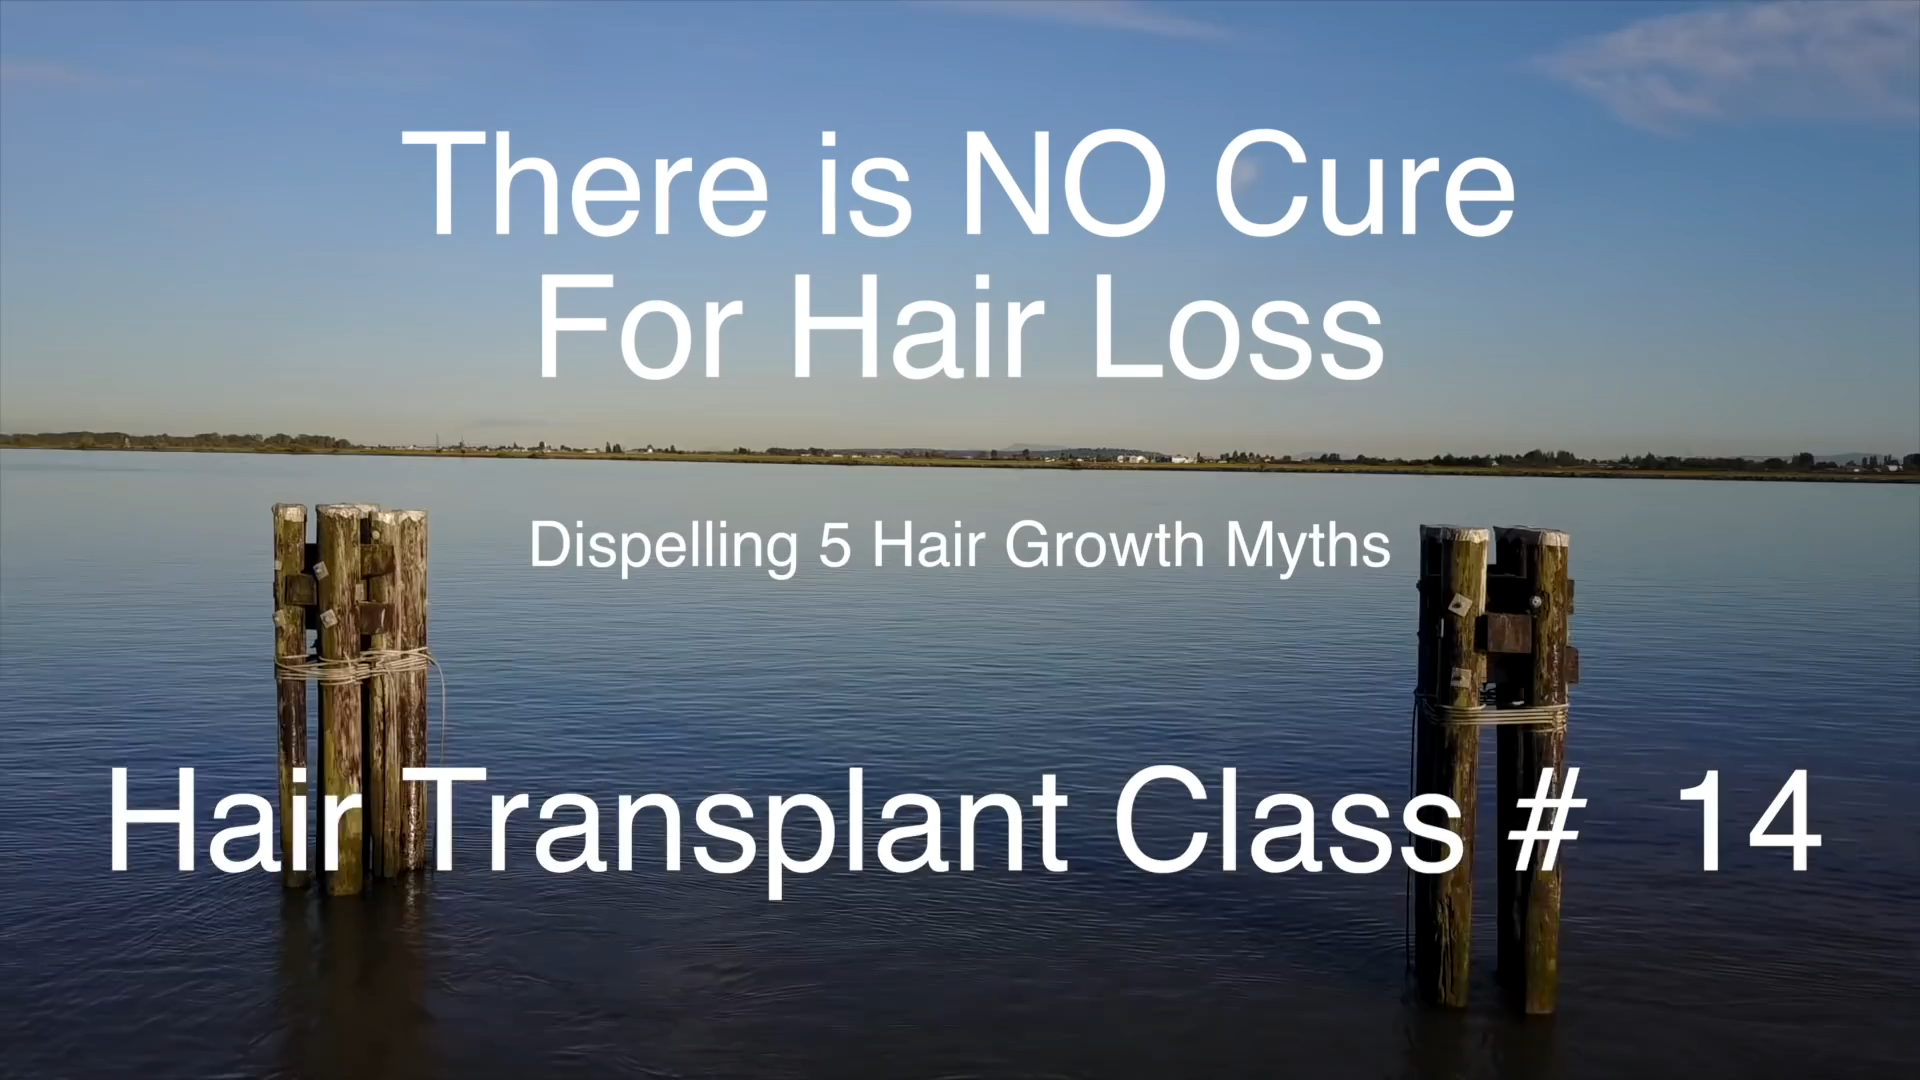 There is NO Cure
For Hair Loss
Dispelling 5 Hair Growth Myths
Hair Transplant Class # 14